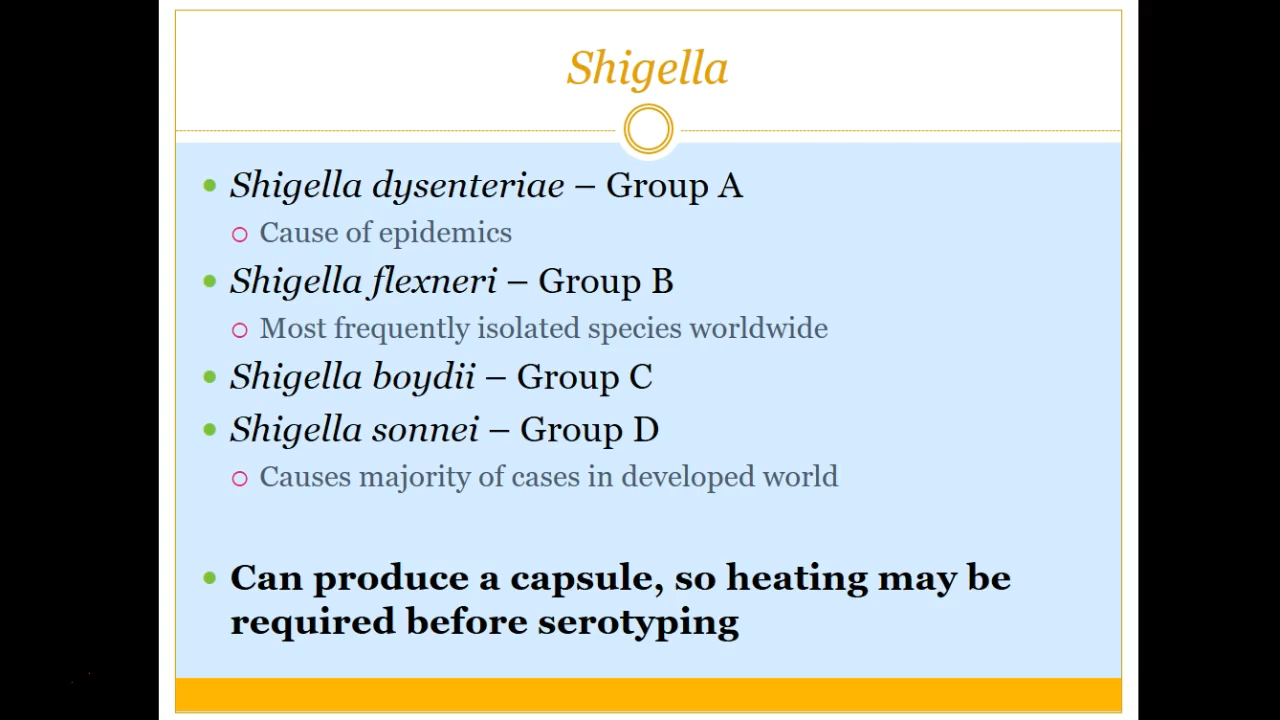 Shigella
Shigella dysenteriae – Group A
Cause of epidemics
Shigella flexneri – Group B
Most frequently isolated species worldwide
Shigella boydii – Group C
Shigella sonnei – Group D
Causes majority of cases in developed world
Can produce a capsule, so heating may be
required before serotyping